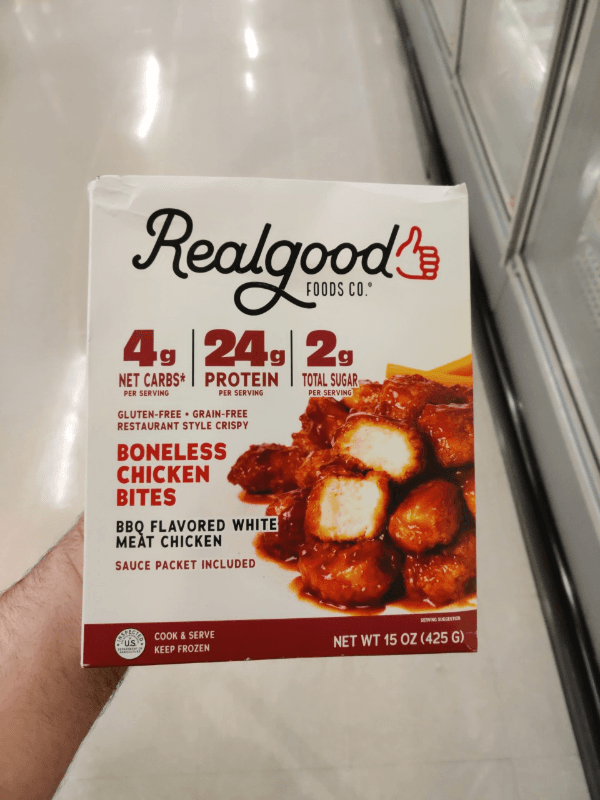 Realgood
FOODS CO.®
4g | 24g | 2g
NET CARBS* PROTEIN TOTAL SUGAR
PER SERVING PER SERVING PER SERVING
GLUTEN-FREE • GRAIN-FREE
RESTAURANT STYLE CRISPY
BONELESS
CHICKEN
BITES
BBQ FLAVORED WHITE
MEAT CHICKEN
SAUCE PACKET INCLUDED
SERVING SUGGESTION
INSPECTED
U.S.
COOK & SERVE
KEEP FROZEN
NET WT 15 OZ (425 G)